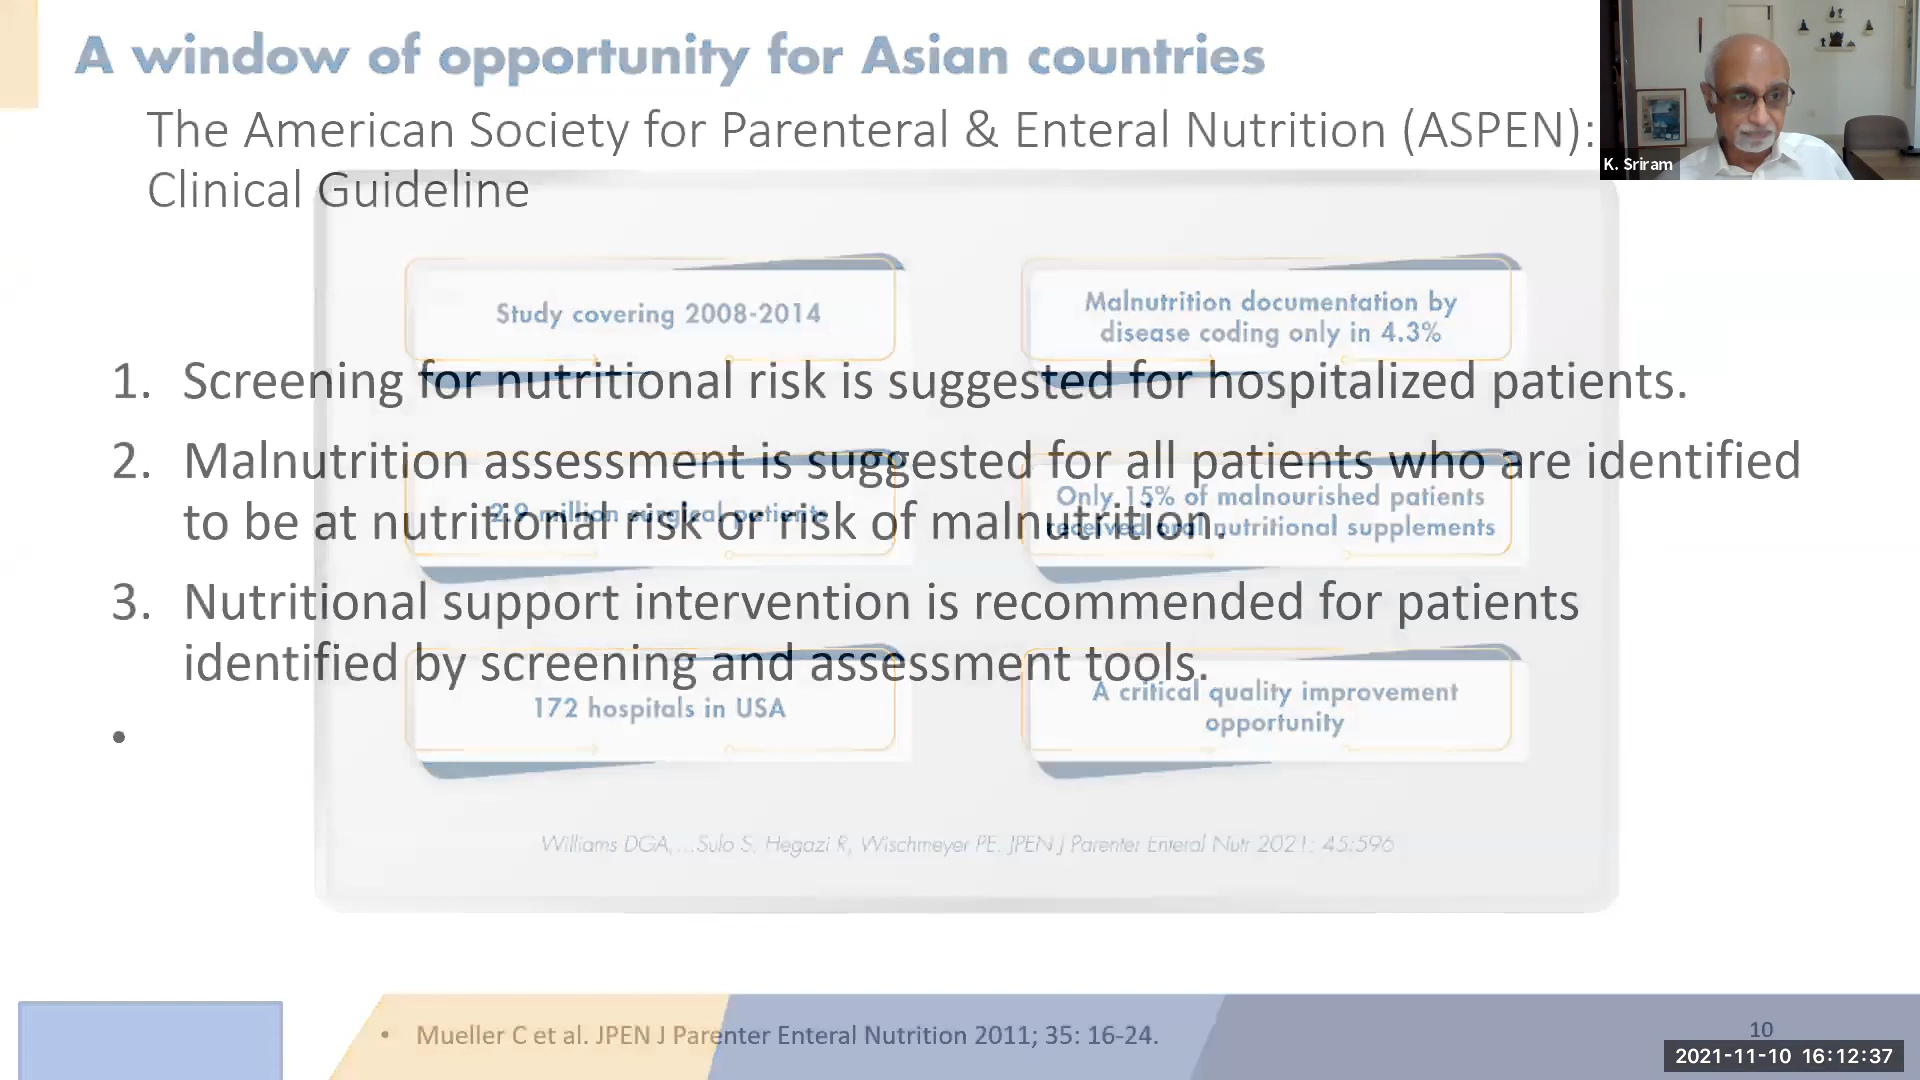 A window of opportunity for Asian countries
The American Society for Parenteral & Enteral Nutrition (ASPEN):
Clinical Guideline
K. Sriram
Study covering 2008-2014
Malnutrition documentation by
disease coding only in 4.3%
1. Screening for nutritional risk is suggested for hospitalized patients.
2. Malnutrition assessment is suggested for all patients who are identified
to be at nutritional risk or risk of malnutrition.
2.9 million surgical patients
Only 15% of malnourished patients
received oral nutritional supplements
3. Nutritional support intervention is recommended for patients
identified by screening and assessment tools.
172 hospitals in USA
A critical quality improvement
opportunity
•
Williams DGA,...Sulo S, Hegazi R, Wischmeyer PE. JPEN J Parenter Enteral Nutr 2021: 45:596
• Mueller C et al. JPEN J Parenter Enteral Nutrition 2011; 35: 16-24.
10
2021-11-10 16:12:37